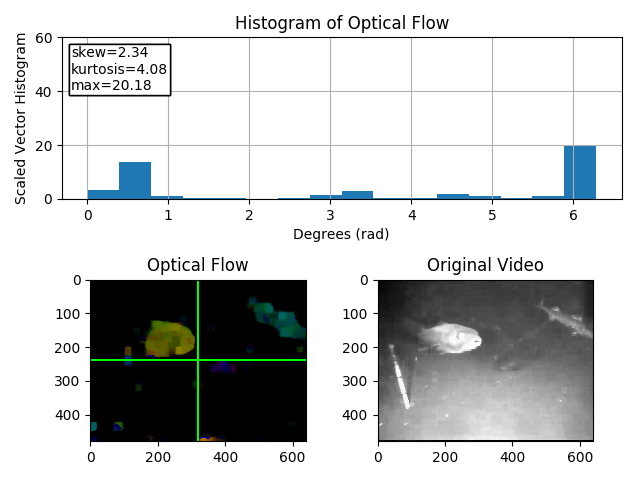 Histogram of Optical Flow
Scaled Vector Histogram
60
40
20
0
skew=2.34
kurtosis=4.08
max=20.18
0 1 2 3 4 5 6
Degrees (rad)
Optical Flow
0
100
200
300
400
0 200 400 600
Original Video
0
100
200
300
400
0 200 400 600